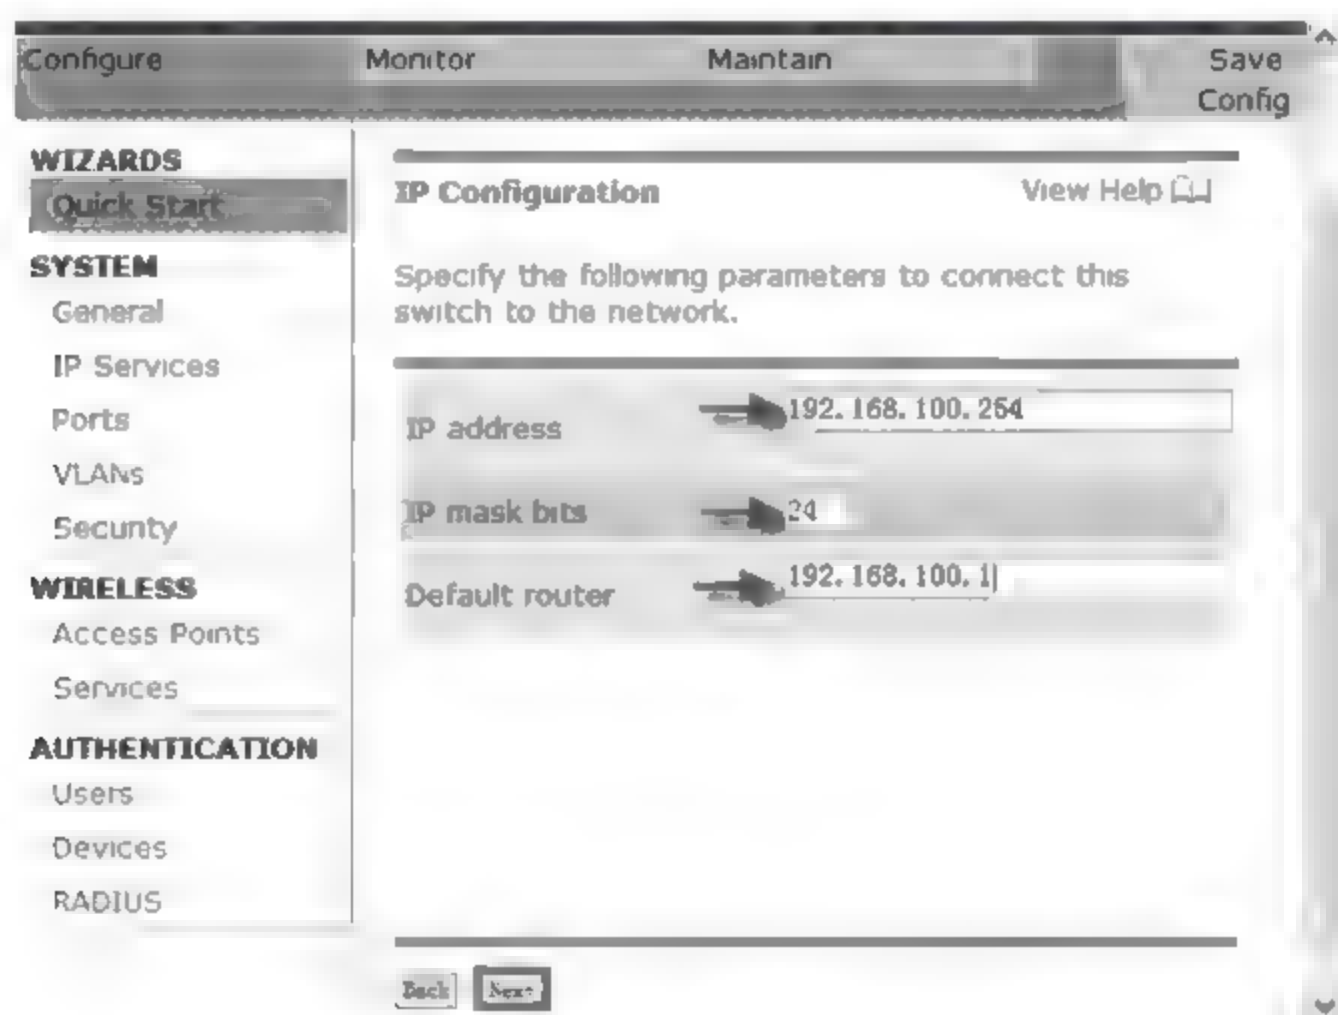 Configure Monitor Maintain Save
Config
WIZARDS
Quick Start
SYSTEM
General
IP Services
Ports
VLANs
Security
WIRELESS
Access Points
Services
AUTHENTICATION
Users
Devices
RADIUS
IP Configuration View Help
Specify the following parameters to connect this
switch to the network.
IP address 192.168.100.254
IP mask bits 24
Default router 192.168.100.1
Back Next